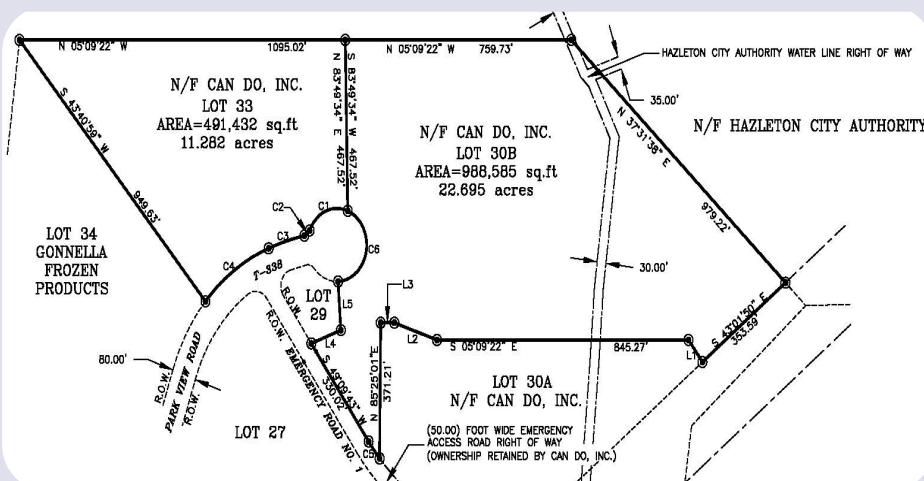 N 05°09'22" W 1095.02'
N 05°09'22" W 759.73'
HAZLETON CITY AUTHORITY WATER LINE RIGHT OF WAY
35.00'
N/F HAZLETON CITY AUTHORITY
N/F CAN DO, INC.
LOT 33
AREA=491,432 sq.ft
11.282 acres
S 83°49'34" W 467.52'
N 83°49'34" E 467.52'
N/F CAN DO, INC.
LOT 30B
AREA=988,585 sq.ft
22.695 acres
N 37°31'38" E
979.22'
S 43°40'59" W
949.63'
LOT 34
GONNELLA
FROZEN
PRODUCTS
C2
C1
C3
C4
C6
T-338
R.O.W.
LOT
29
L5
L4
L3
L2
30.00'
S 05°09'22" E 845.27'
L1
S 43°01'50" E
353.59'
80.00'
R.O.W.
PARK VIEW ROAD
R.O.W.
R.O.W.
EMERGENCY ROAD NO. 1
S 49°09'43" W
330.02'
N 85°25'01"E
371.21'
C5
LOT 27
LOT 30A
N/F CAN DO, INC.
(50.00) FOOT WIDE EMERGENCY
ACCESS ROAD RIGHT OF WAY
(OWNERSHIP RETAINED BY CAN DO, INC.)